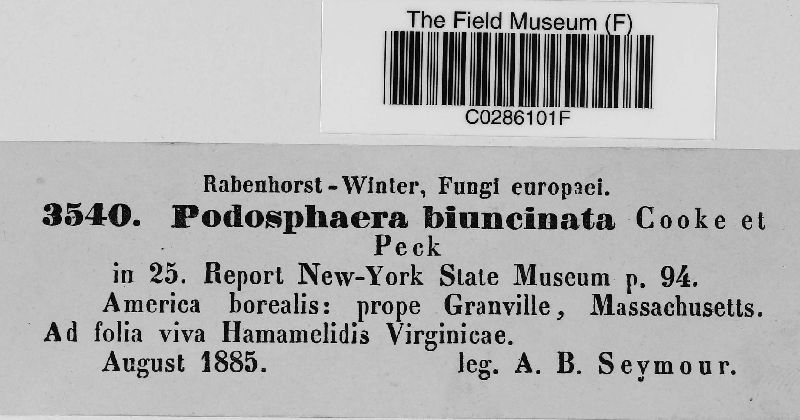 The Field Museum (F)
C0286101F
Rabenhorst-Winter, Fungi europaei.
3540. Podosphaera biuncinata Cooke et
Peck
in 25. Report New-York State Museum p. 94.
America borealis: prope Granville, Massachusetts.
Ad folia viva Hamamelidis Virginicae.
August 1885. leg. A. B. Seymour.